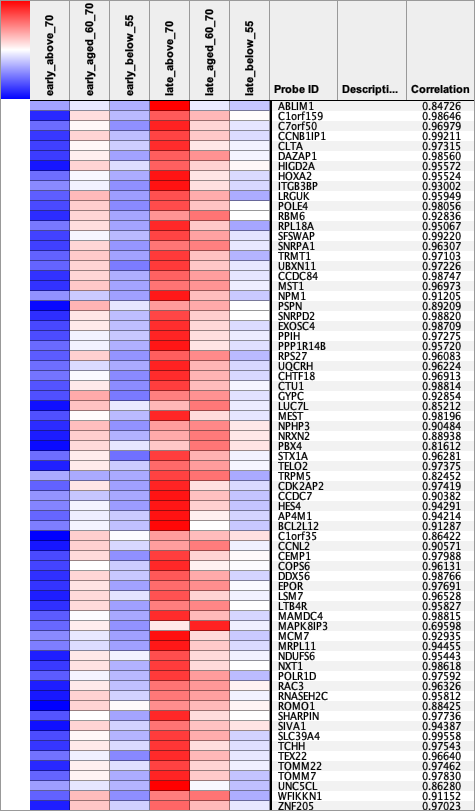 early_above_70 early_aged_60_70 early_below_55 late_above_70 late_aged_60_70 late_below_55 Probe ID Descripti... Correlation
ABLIM1 0.84726
C1orf159 0.98646
C7orf50 0.96979
CCNB1IP1 0.99211
CLTA 0.97315
DAZAP1 0.98560
HIGD2A 0.95572
HOXA2 0.95524
ITGB3BP 0.93002
LRGUK 0.95949
POLE4 0.98056
RBM6 0.92836
RPL18A 0.95067
SFSWAP 0.99220
SNRPA1 0.96307
TRMT1 0.97103
UBXN11 0.97226
CCDC84 0.98747
MST1 0.96973
NPM1 0.91205
PSPN 0.89209
SNRPD2 0.98820
EXOSC4 0.98709
PPIH 0.97275
PPP1R14B 0.95720
RPS27 0.96083
UQCRH 0.96224
CHTF18 0.96913
CTU1 0.98814
GYPC 0.92854
LUC7L 0.85212
MEST 0.98196
NPHP3 0.90484
NRXN2 0.88938
PBX4 0.81612
STX1A 0.96281
TELO2 0.97375
TRPM5 0.82452
CDK2AP2 0.97419
CCDC7 0.90382
HES4 0.94291
AP4M1 0.94214
BCL2L12 0.91287
C1orf35 0.86422
CCNL2 0.90571
CEMP1 0.97988
COPS6 0.96131
DDX56 0.98766
EPOR 0.97691
LSM7 0.96528
LTB4R 0.95827
MAMDC4 0.98815
MAPK8IP3 0.69598
MCM7 0.92935
MRPL11 0.94455
NDUFS6 0.95443
NXT1 0.98618
POLR1D 0.97592
RAC3 0.96326
RNASEH2C 0.95812
ROMO1 0.88425
SHARPIN 0.97736
SIVA1 0.94387
SLC39A4 0.99558
TCHH 0.97543
TEX22 0.96640
TOMM22 0.97462
TOMM7 0.97830
UNC5CL 0.86280
WFIKKN1 0.91152
ZNF205 0.97023